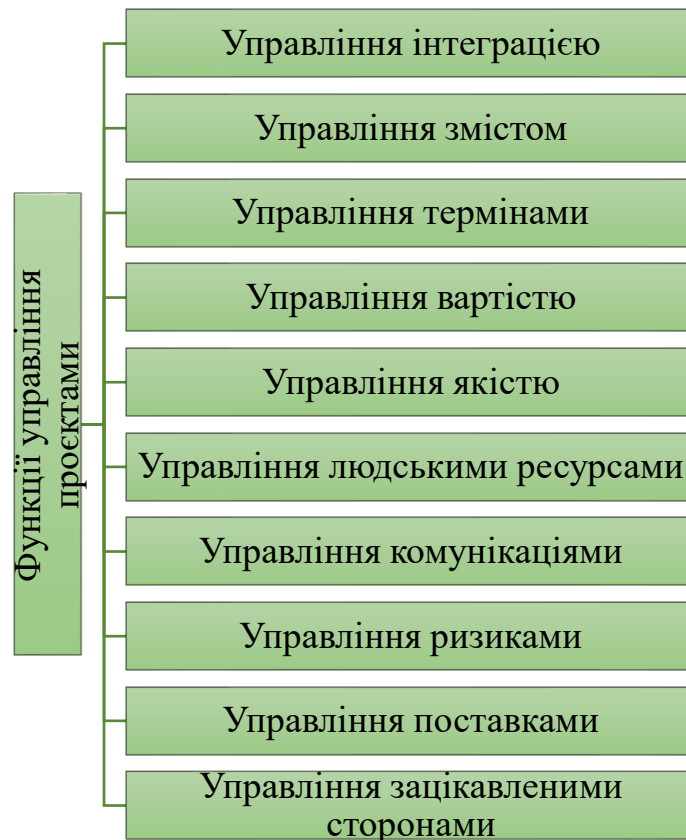 Функції управління
проєктами
Управління інтеграцією
Управління змістом
Управління термінами
Управління вартістю
Управління якістю
Управління людськими ресурсами
Управління комунікаціями
Управління ризиками
Управління поставками
Управління зацікавленими
сторонами